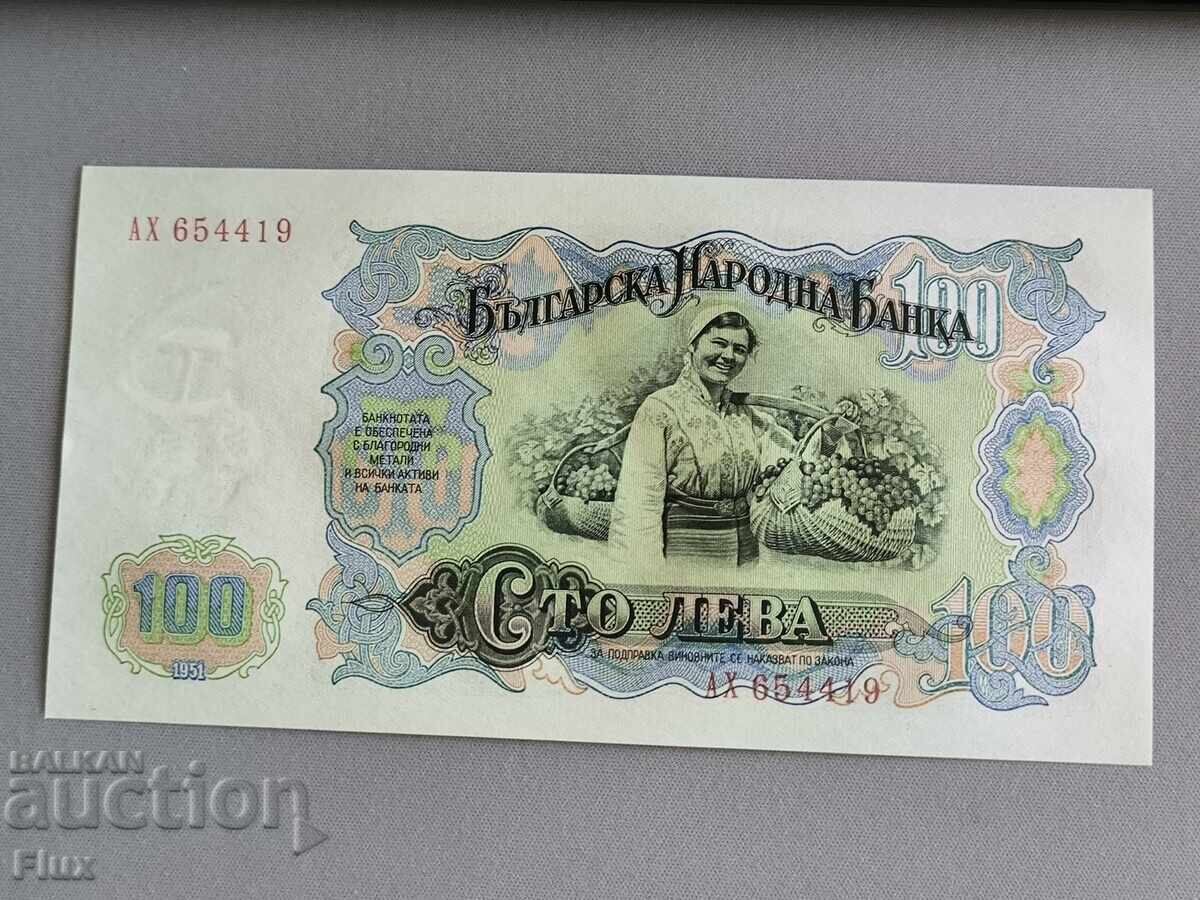 АХ 654419
БЪЛГАРСКА НАРОДНА БАНКА
100
БАНКНОТАТА
Е ОБЕСПЕЧЕНА
С БЛАГОРОДНИ
МЕТАЛИ
И ВСИЧКИ АКТИВИ
НА БАНКАТА
100
100
1951
СТО ЛЕВА
100
ЗА ПОДПРАВКА ВИНОВНИТЕ СЕ НАКАЗВАТ ПО ЗАКОНА
АХ 654419
BALKAN
auction
Flux